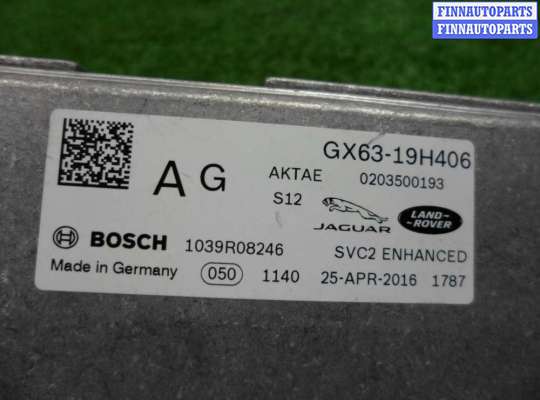 FINNAUTOPARTS
FINNAUTOPARTS
GX63-19H406
A G
AKTAE
0203500193
S12
JAGUAR
LAND-
ROVER
BOSCH 1039R08246
SVC2 ENHANCED
Made in Germany 050 1140 25-APR-2016 1787